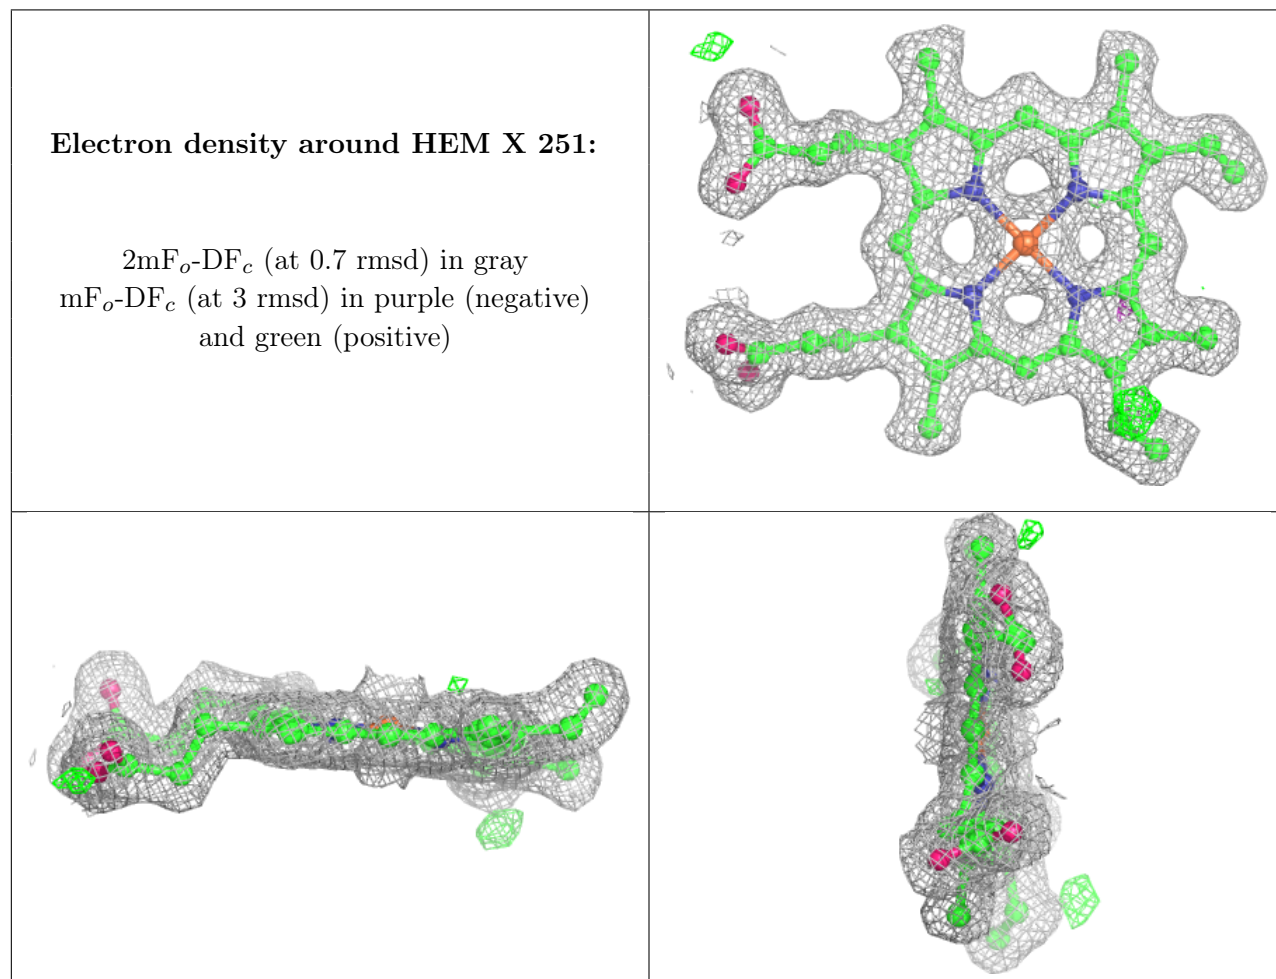 Electron density around HEM X 251:
2mFo-DFc (at 0.7 rmsd) in gray
mFo-DFc (at 3 rmsd) in purple (negative)
and green (positive)